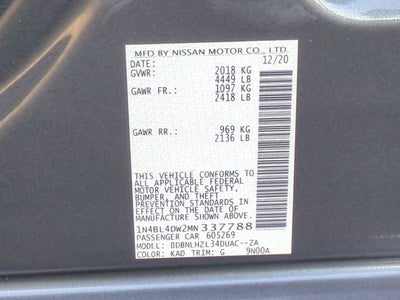 MFD BY NISSAN MOTOR CO., LTD.
DATE: 12/20
GVWR: 2018 KG
4449 LB
GAWR FR.: 1097 KG
2418 LB
GAWR RR.: 969 KG
2136 LB
THIS VEHICLE CONFORMS TO
ALL APPLICABLE FEDERAL
MOTOR VEHICLE SAFETY,
BUMPER, AND THEFT
PREVENTION STANDARDS IN
EFFECT ON THE DATE OF
MANUFACTURE SHOWN ABOVE.
1N4BL4DW2MN337788
PASSENGER CAR 605269
MODEL: BDBNLHZL34DUAC--ZA
COLOR: KAD TRIM: G 9N00A